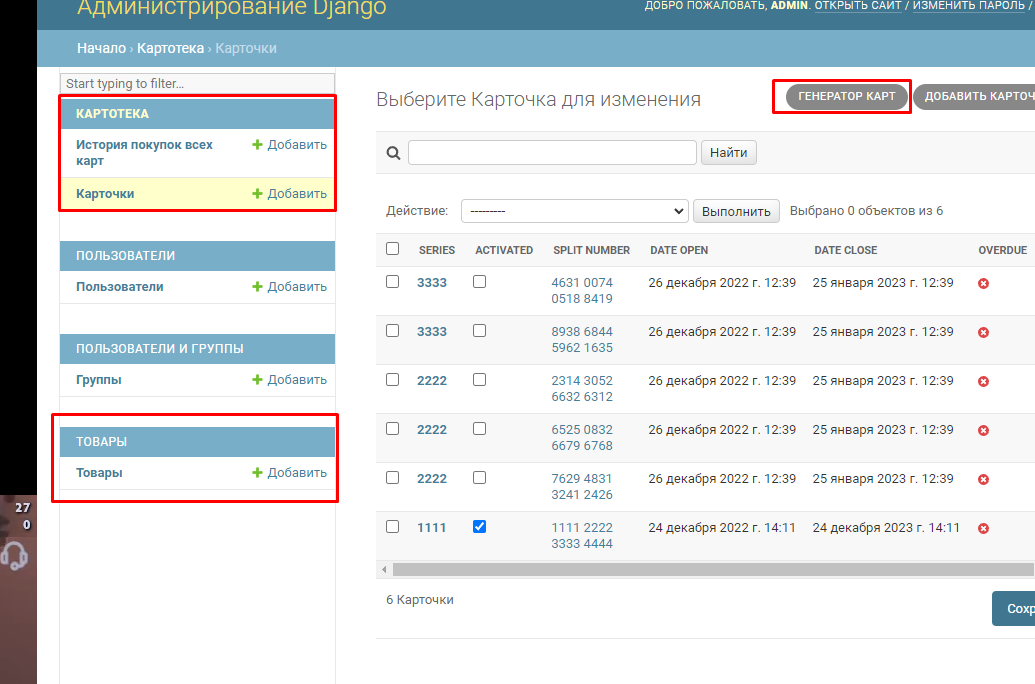 Администрирование Django
ДОБРО ПОЖАЛОВАТЬ, ADMIN. ОТКРЫТЬ САЙТ / ИЗМЕНИТЬ ПАРОЛЬ /
Начало › Картотека › Карточки
Start typing to filter...
КАРТОТЕКА
История покупок всех
карт
+ Добавить
Карточки + Добавить
ПОЛЬЗОВАТЕЛИ
Пользователи + Добавить
ПОЛЬЗОВАТЕЛИ И ГРУППЫ
Группы + Добавить
ТОВАРЫ
Товары + Добавить
27
0
Выберите Карточка для изменения
ГЕНЕРАТОР КАРТ
ДОБАВИТЬ КАРТОЧ
Найти
Действие: --------- Выполнить Выбрано 0 объектов из 6
SERIES ACTIVATED SPLIT NUMBER DATE OPEN DATE CLOSE OVERDUE
3333 4631 0074 26 декабря 2022 г. 12:39 25 января 2023 г. 12:39
0518 8419
3333 8938 6844 26 декабря 2022 г. 12:39 25 января 2023 г. 12:39
5962 1635
2222 2314 3052 26 декабря 2022 г. 12:39 25 января 2023 г. 12:39
6632 6312
2222 6525 0832 26 декабря 2022 г. 12:39 25 января 2023 г. 12:39
6679 6768
2222 7629 4831 26 декабря 2022 г. 12:39 25 января 2023 г. 12:39
3241 2426
1111 1111 2222 24 декабря 2022 г. 14:11 24 декабря 2023 г. 14:11
3333 4444
6 Карточки
Сохр